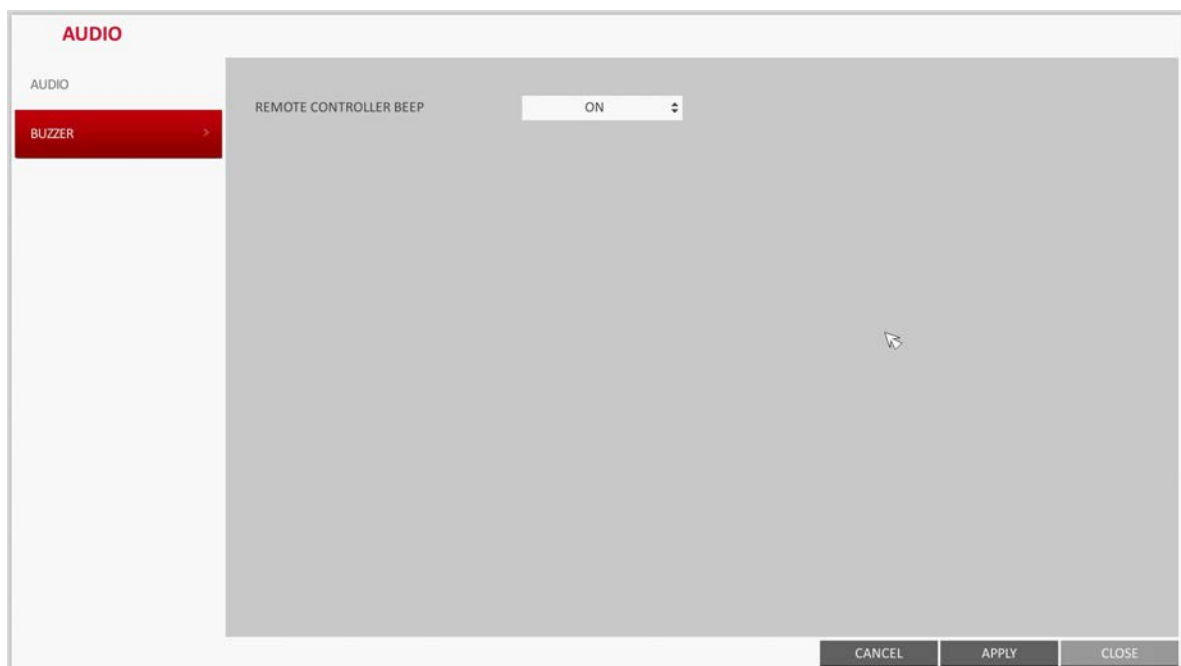 AUDIO
AUDIO
BUZZER >
REMOTE CONTROLLER BEEP ON
CANCEL APPLY CLOSE